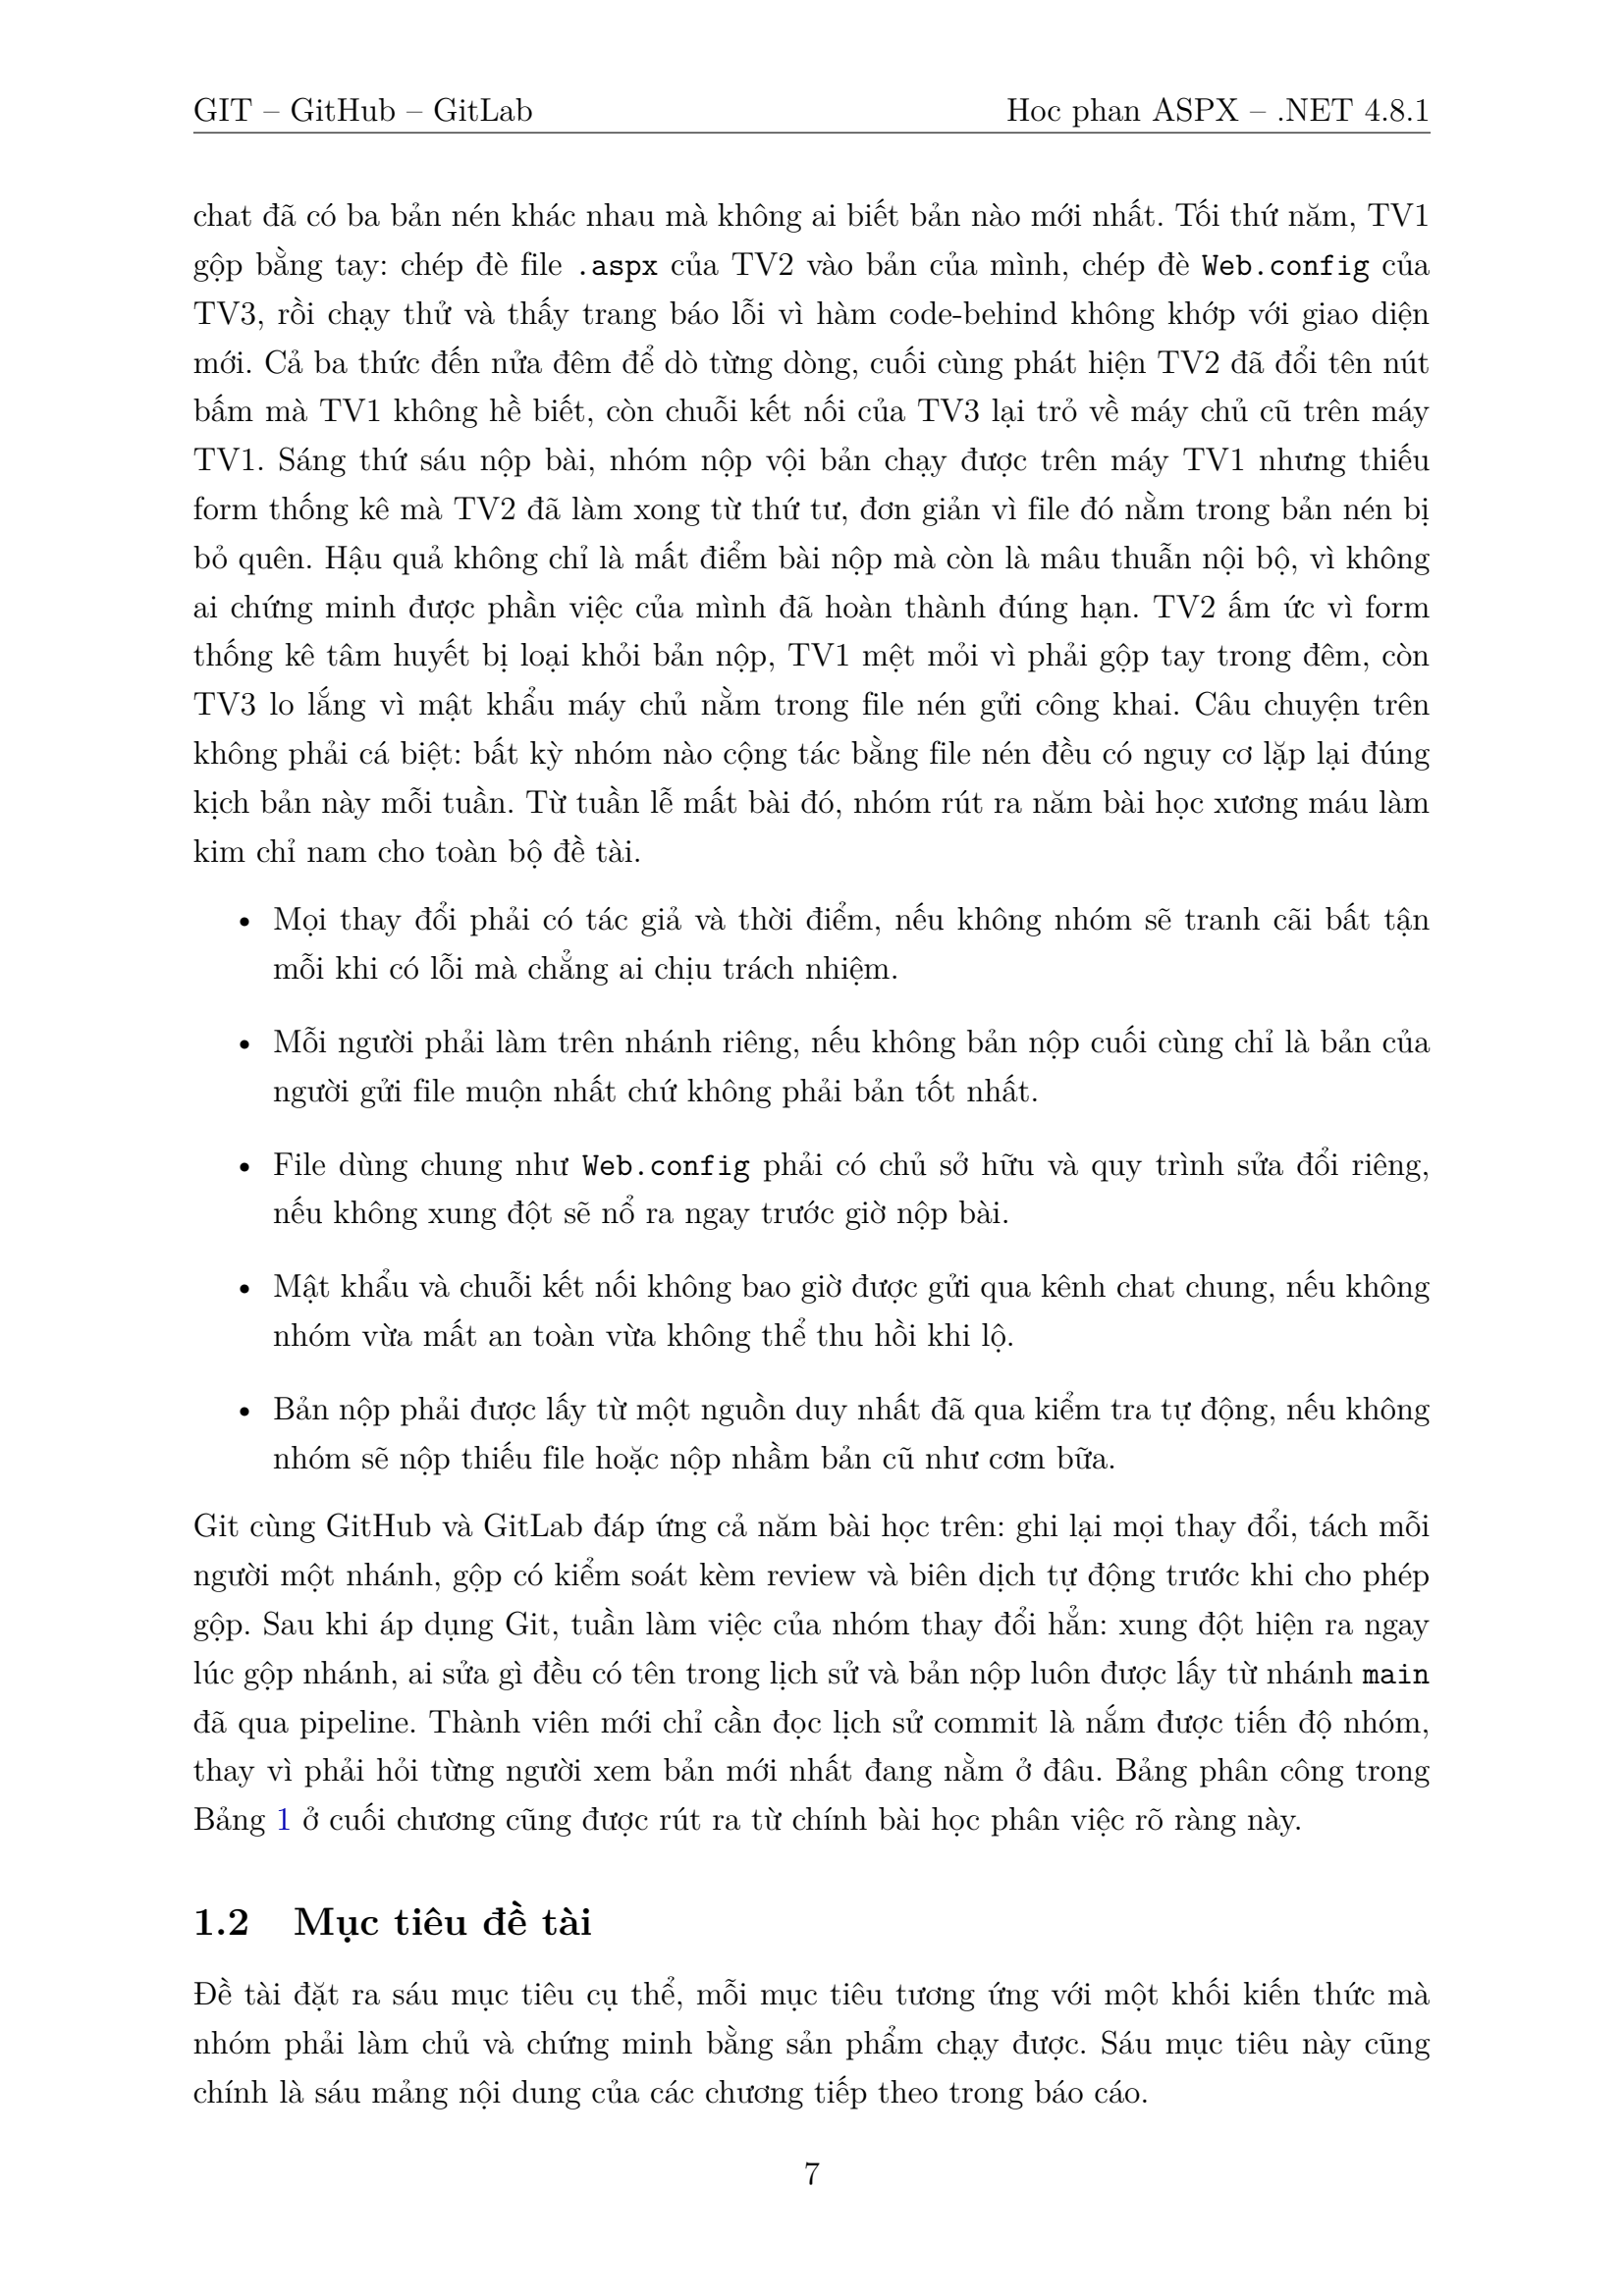 GIT – GitHub – GitLab Hoc phan ASPX – .NET 4.8.1
chat đã có ba bản nén khác nhau mà không ai biết bản nào mới nhất. Tối thứ năm, TV1
gộp bằng tay: chép đè file .aspx của TV2 vào bản của mình, chép đè Web.config của
TV3, rồi chạy thử và thấy trang báo lỗi vì hàm code-behind không khớp với giao diện
mới. Cả ba thức đến nửa đêm để dò từng dòng, cuối cùng phát hiện TV2 đã đổi tên nút
bấm mà TV1 không hề biết, còn chuỗi kết nối của TV3 lại trỏ về máy chủ cũ trên máy
TV1. Sáng thứ sáu nộp bài, nhóm nộp vội bản chạy được trên máy TV1 nhưng thiếu
form thống kê mà TV2 đã làm xong từ thứ tư, đơn giản vì file đó nằm trong bản nén bị
bỏ quên. Hậu quả không chỉ là mất điểm bài nộp mà còn là mâu thuẫn nội bộ, vì không
ai chứng minh được phần việc của mình đã hoàn thành đúng hạn. TV2 ấm ức vì form
thống kê tâm huyết bị loại khỏi bản nộp, TV1 mệt mỏi vì phải gộp tay trong đêm, còn
TV3 lo lắng vì mật khẩu máy chủ nằm trong file nén gửi công khai. Câu chuyện trên
không phải cá biệt: bất kỳ nhóm nào cộng tác bằng file nén đều có nguy cơ lặp lại đúng
kịch bản này mỗi tuần. Từ tuần lễ mất bài đó, nhóm rút ra năm bài học xương máu làm
kim chỉ nam cho toàn bộ đề tài.
• Mọi thay đổi phải có tác giả và thời điểm, nếu không nhóm sẽ tranh cãi bất tận
mỗi khi có lỗi mà chẳng ai chịu trách nhiệm.
• Mỗi người phải làm trên nhánh riêng, nếu không bản nộp cuối cùng chỉ là bản của
người gửi file muộn nhất chứ không phải bản tốt nhất.
• File dùng chung như Web.config phải có chủ sở hữu và quy trình sửa đổi riêng,
nếu không xung đột sẽ nổ ra ngay trước giờ nộp bài.
• Mật khẩu và chuỗi kết nối không bao giờ được gửi qua kênh chat chung, nếu không
nhóm vừa mất an toàn vừa không thể thu hồi khi lộ.
• Bản nộp phải được lấy từ một nguồn duy nhất đã qua kiểm tra tự động, nếu không
nhóm sẽ nộp thiếu file hoặc nộp nhầm bản cũ như cơm bữa.
Git cùng GitHub và GitLab đáp ứng cả năm bài học trên: ghi lại mọi thay đổi, tách mỗi
người một nhánh, gộp có kiểm soát kèm review và biên dịch tự động trước khi cho phép
gộp. Sau khi áp dụng Git, tuần làm việc của nhóm thay đổi hẳn: xung đột hiện ra ngay
lúc gộp nhánh, ai sửa gì đều có tên trong lịch sử và bản nộp luôn được lấy từ nhánh main
đã qua pipeline. Thành viên mới chỉ cần đọc lịch sử commit là nắm được tiến độ nhóm,
thay vì phải hỏi từng người xem bản mới nhất đang nằm ở đâu. Bảng phân công trong
Bảng 1 ở cuối chương cũng được rút ra từ chính bài học phân việc rõ ràng này.
1.2 Mục tiêu đề tài
Đề tài đặt ra sáu mục tiêu cụ thể, mỗi mục tiêu tương ứng với một khối kiến thức mà
nhóm phải làm chủ và chứng minh bằng sản phẩm chạy được. Sáu mục tiêu này cũng
chính là sáu mảng nội dung của các chương tiếp theo trong báo cáo.
7